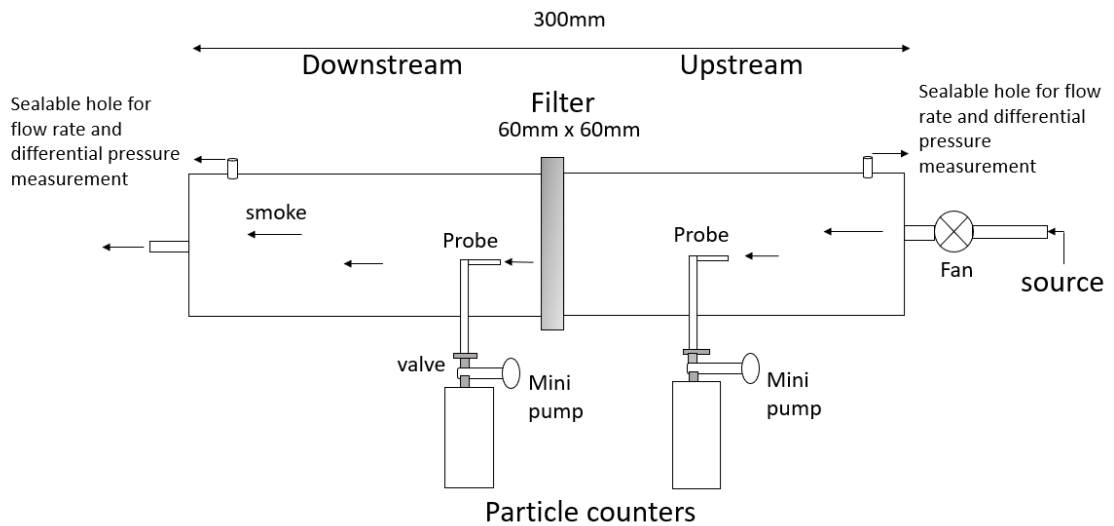 300mm
Downstream
Upstream
Filter
60mm x 60mm
Sealable hole for
flow rate and
differential pressure
measurement
Sealable hole for flow
rate and differential
pressure
measurement
smoke
Probe
Probe
Fan
source
valve
Mini
pump
Mini
pump
Particle counters